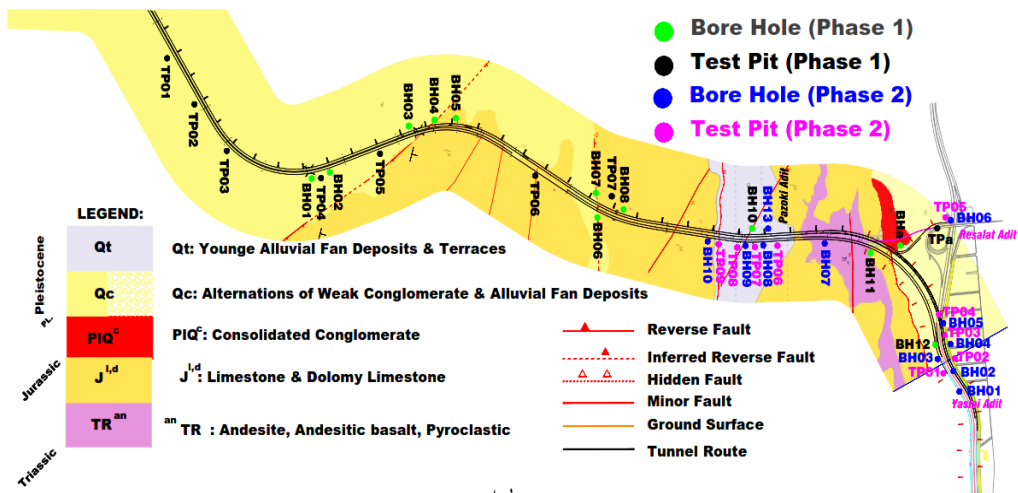 Bore Hole (Phase 1)
Test Pit (Phase 1)
Bore Hole (Phase 2)
Test Pit (Phase 2)
TP01
TP02
TP03
BH01
TP04
BH02
TP05
BH03
BH04
BH05
TP06
BH07
TP07
BH08
BH06
BH10
BH13
Pazoki Adit
BH10
TP09
TP08
BH09
TP07
BH08
TP06
BH07
BH11
BHa
TPa
TP05
BH06
Resalat Adit
TP04
BH05
TP03
BH04
BH12
BH03
TP02
TP01
BH02
BH01
Yasini Adit
LEGEND:
Pleistocene
PL.
Jurassic
Triassic
Qt
Qt: Younge Alluvial Fan Deposits & Terraces
Qc
Qc: Alternations of Weak Conglomerate & Alluvial Fan Deposits
PlQc
PlQc: Consolidated Conglomerate
Jl,d
Jl,d: Limestone & Dolomy Limestone
TRan
an TR : Andesite, Andesitic basalt, Pyroclastic
Reverse Fault
Inferred Reverse Fault
Hidden Fault
Minor Fault
Ground Surface
Tunnel Route